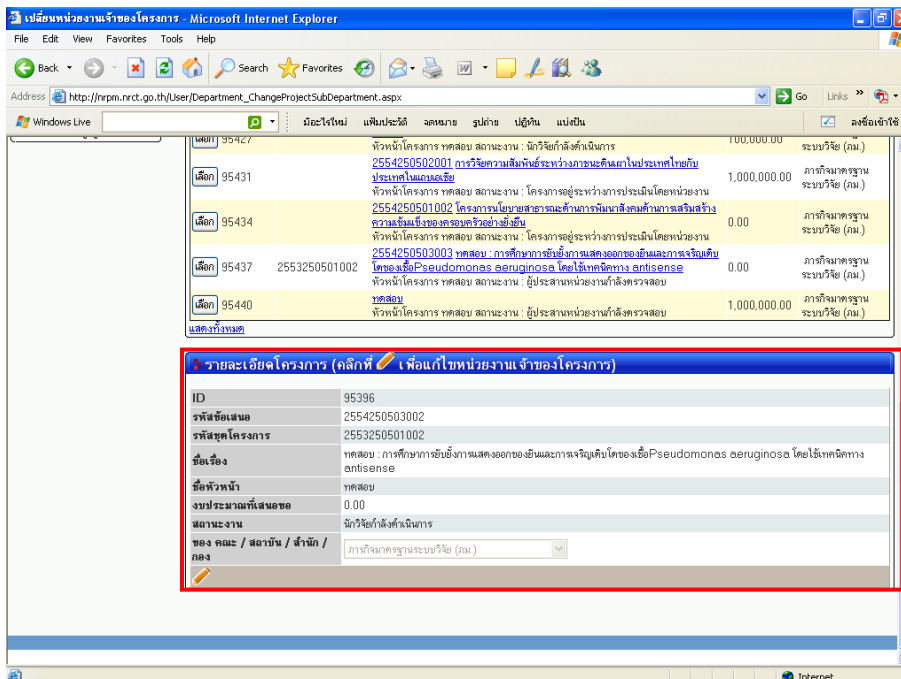 เปลี่ยนหน่วยงานเจ้าของโครงการ - Microsoft Internet Explorer
File Edit View Favorites Tools Help
Back Search Favorites
Address http://nrpm.nrct.go.th/User/Department_ChangeProjectSubDepartment.aspx Go Links
Windows Live มีอะไรใหม่ แฟ้มประวัติ จดหมาย รูปถ่าย ปฏิทิน แบ่งปัน ลงชื่อเข้าใช้
เลือก 95427 100,000.00
หัวหน้าโครงการ ทดสอบ สถานะงาน : นักวิจัยกำลังดำเนินการ ระบบวิจัย (ภม.)
2554250502001 การวิจัยความสัมพันธ์ระหว่างภาชนะดินเผาในประเทศไทยกับ
เลือก 95431 ประเทศในแถบเอเชีย 1,000,000.00 ภารกิจมาตรฐาน ระบบวิจัย (ภม.)
หัวหน้าโครงการ ทดสอบ สถานะงาน : โครงการอยู่ระหว่างการประเมินโดยหน่วยงาน
2554250501002 โครงการนโยบายสาธารณะด้านการพัฒนาสังคมด้านการเสริมสร้าง
เลือก 95434 ความเข้มแข็งของครอบครัวอย่างยั่งยืน 0.00 ภารกิจมาตรฐาน ระบบวิจัย (ภม.)
หัวหน้าโครงการ ทดสอบ สถานะงาน : โครงการอยู่ระหว่างการประเมินโดยหน่วยงาน
2554250503003 ทดสอบ : การศึกษาการยับยั้งการแสดงออกของยีนและการเจริญเติบ
เลือก 95437 2553250501002 โตของเชื้อPseudomonas aeruginosa โดยใช้เทคนิคทาง antisense 0.00 ภารกิจมาตรฐาน ระบบวิจัย (ภม.)
หัวหน้าโครงการ ทดสอบ สถานะงาน : ผู้ประสานหน่วยงานกำลังตรวจสอบ
เลือก 95440 ทดสอบ 1,000,000.00 ภารกิจมาตรฐาน ระบบวิจัย (ภม.)
หัวหน้าโครงการ ทดสอบ สถานะงาน : ผู้ประสานหน่วยงานกำลังตรวจสอบ
แสดงทั้งหมด
รายละเอียดโครงการ (คลิกที่ เพื่อแก้ไขหน่วยงานเจ้าของโครงการ)
ID 95396
รหัสข้อเสนอ 2554250503002
รหัสชุดโครงการ 2553250501002
ชื่อเรื่อง ทดสอบ : การศึกษาการยับยั้งการแสดงออกของยีนและการเจริญเติบโตของเชื้อPseudomonas aeruginosa โดยใช้เทคนิคทาง
antisense
ชื่อหัวหน้า ทดสอบ
งบประมาณที่เสนอขอ 0.00
สถานะงาน นักวิจัยกำลังดำเนินการ
ของ คณะ / สถาบัน / สำนัก / ภารกิจมาตรฐานระบบวิจัย (ภม.)
กอง
Internet